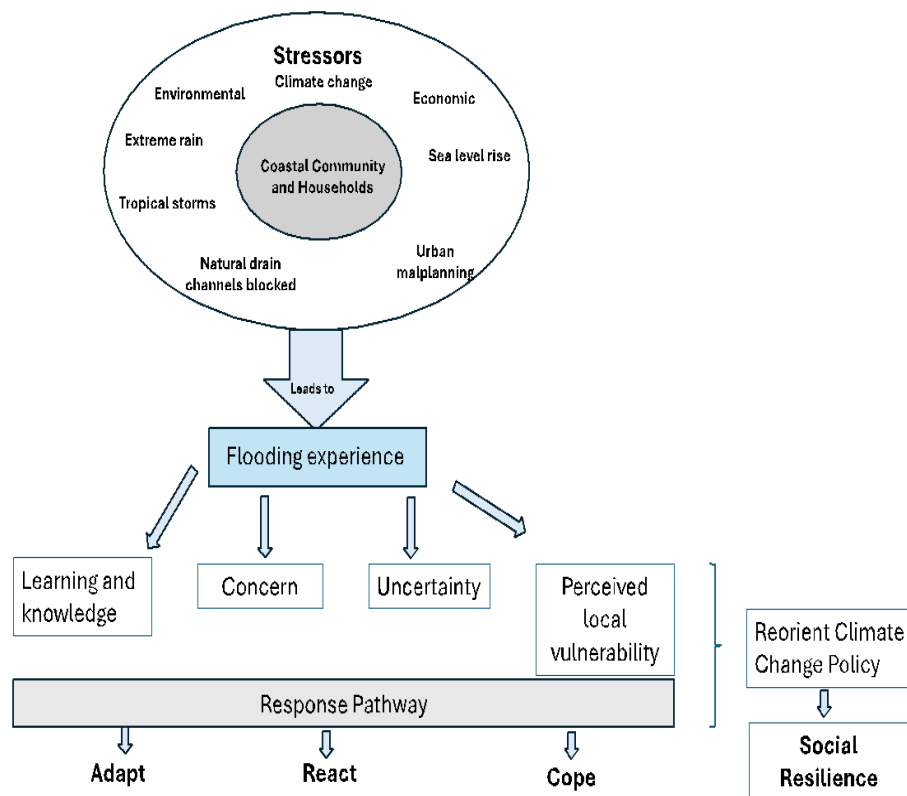 Stressors
Climate change
Environmental
Economic
Extreme rain
Sea level rise
Coastal Community
and Households
Tropical storms
Natural drain
channels blocked
Urban
malplanning
Leads to
Flooding experience
Learning and
knowledge
Concern
Uncertainty
Perceived
local
vulnerability
Reorient Climate
Change Policy
Response Pathway
Adapt
React
Cope
Social
Resilience